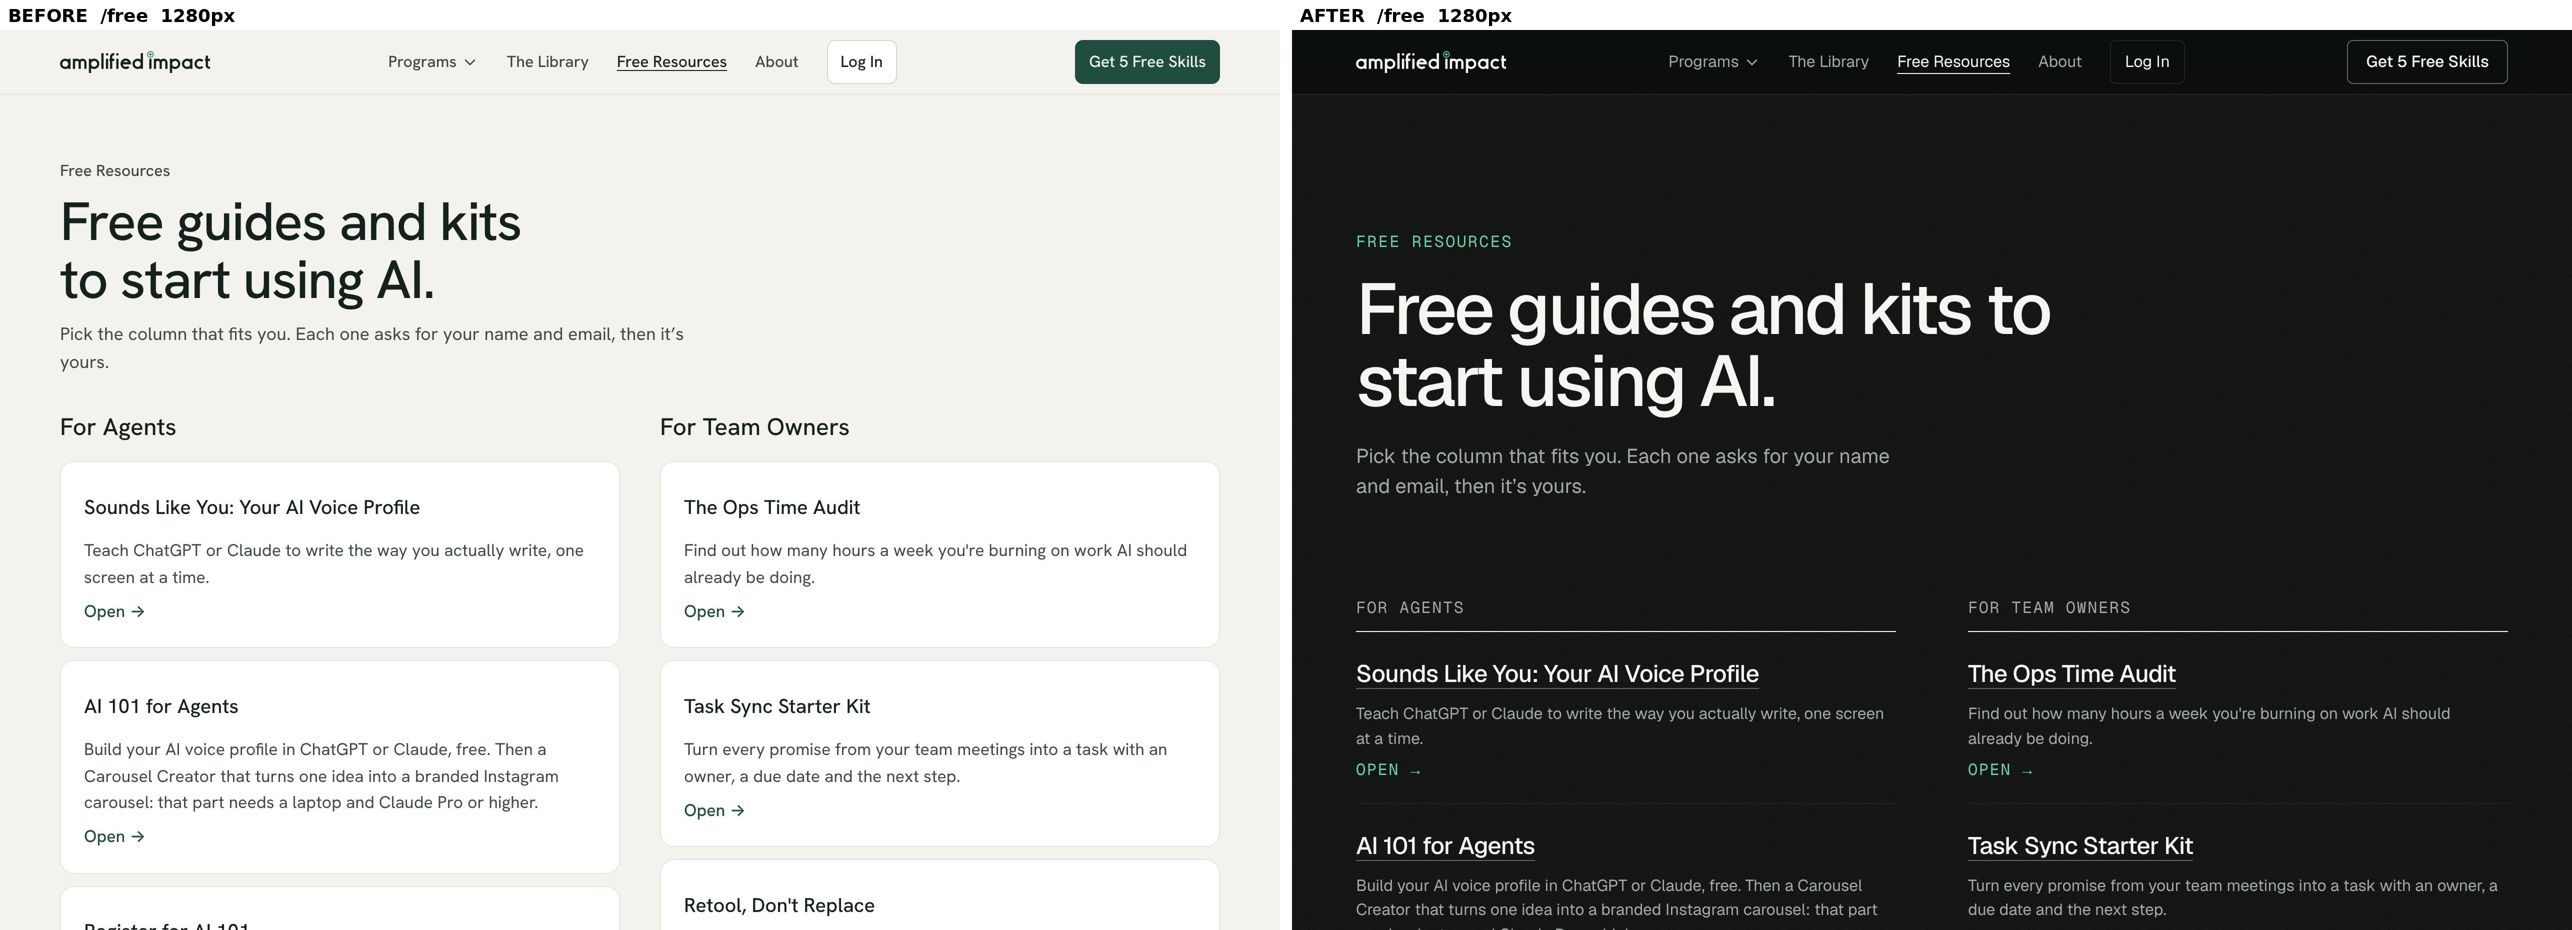 BEFORE /free 1280px
amplified impact
Programs
The Library
Free Resources
About
Log In
Get 5 Free Skills
Free Resources
Free guides and kits
to start using AI.
Pick the column that fits you. Each one asks for your name and email, then it’s
yours.
For Agents
Sounds Like You: Your AI Voice Profile
Teach ChatGPT or Claude to write the way you actually write, one
screen at a time.
Open →
AI 101 for Agents
Build your AI voice profile in ChatGPT or Claude, free. Then a
Carousel Creator that turns one idea into a branded Instagram
carousel: that part needs a laptop and Claude Pro or higher.
Open →
Register for AI 101
For Team Owners
The Ops Time Audit
Find out how many hours a week you're burning on work AI should
already be doing.
Open →
Task Sync Starter Kit
Turn every promise from your team meetings into a task with an
owner, a due date and the next step.
Open →
Retool, Don't Replace
AFTER /free 1280px
amplified impact
Programs
The Library
Free Resources
About
Log In
Get 5 Free Skills
FREE RESOURCES
Free guides and kits to
start using AI.
Pick the column that fits you. Each one asks for your name
and email, then it’s yours.
FOR AGENTS
Sounds Like You: Your AI Voice Profile
Teach ChatGPT or Claude to write the way you actually write, one screen
at a time.
OPEN →
AI 101 for Agents
Build your AI voice profile in ChatGPT or Claude, free. Then a Carousel
Creator that turns one idea into a branded Instagram carousel: that part
FOR TEAM OWNERS
The Ops Time Audit
Find out how many hours a week you're burning on work AI should
already be doing.
OPEN →
Task Sync Starter Kit
Turn every promise from your team meetings into a task with an owner, a
due date and the next step.